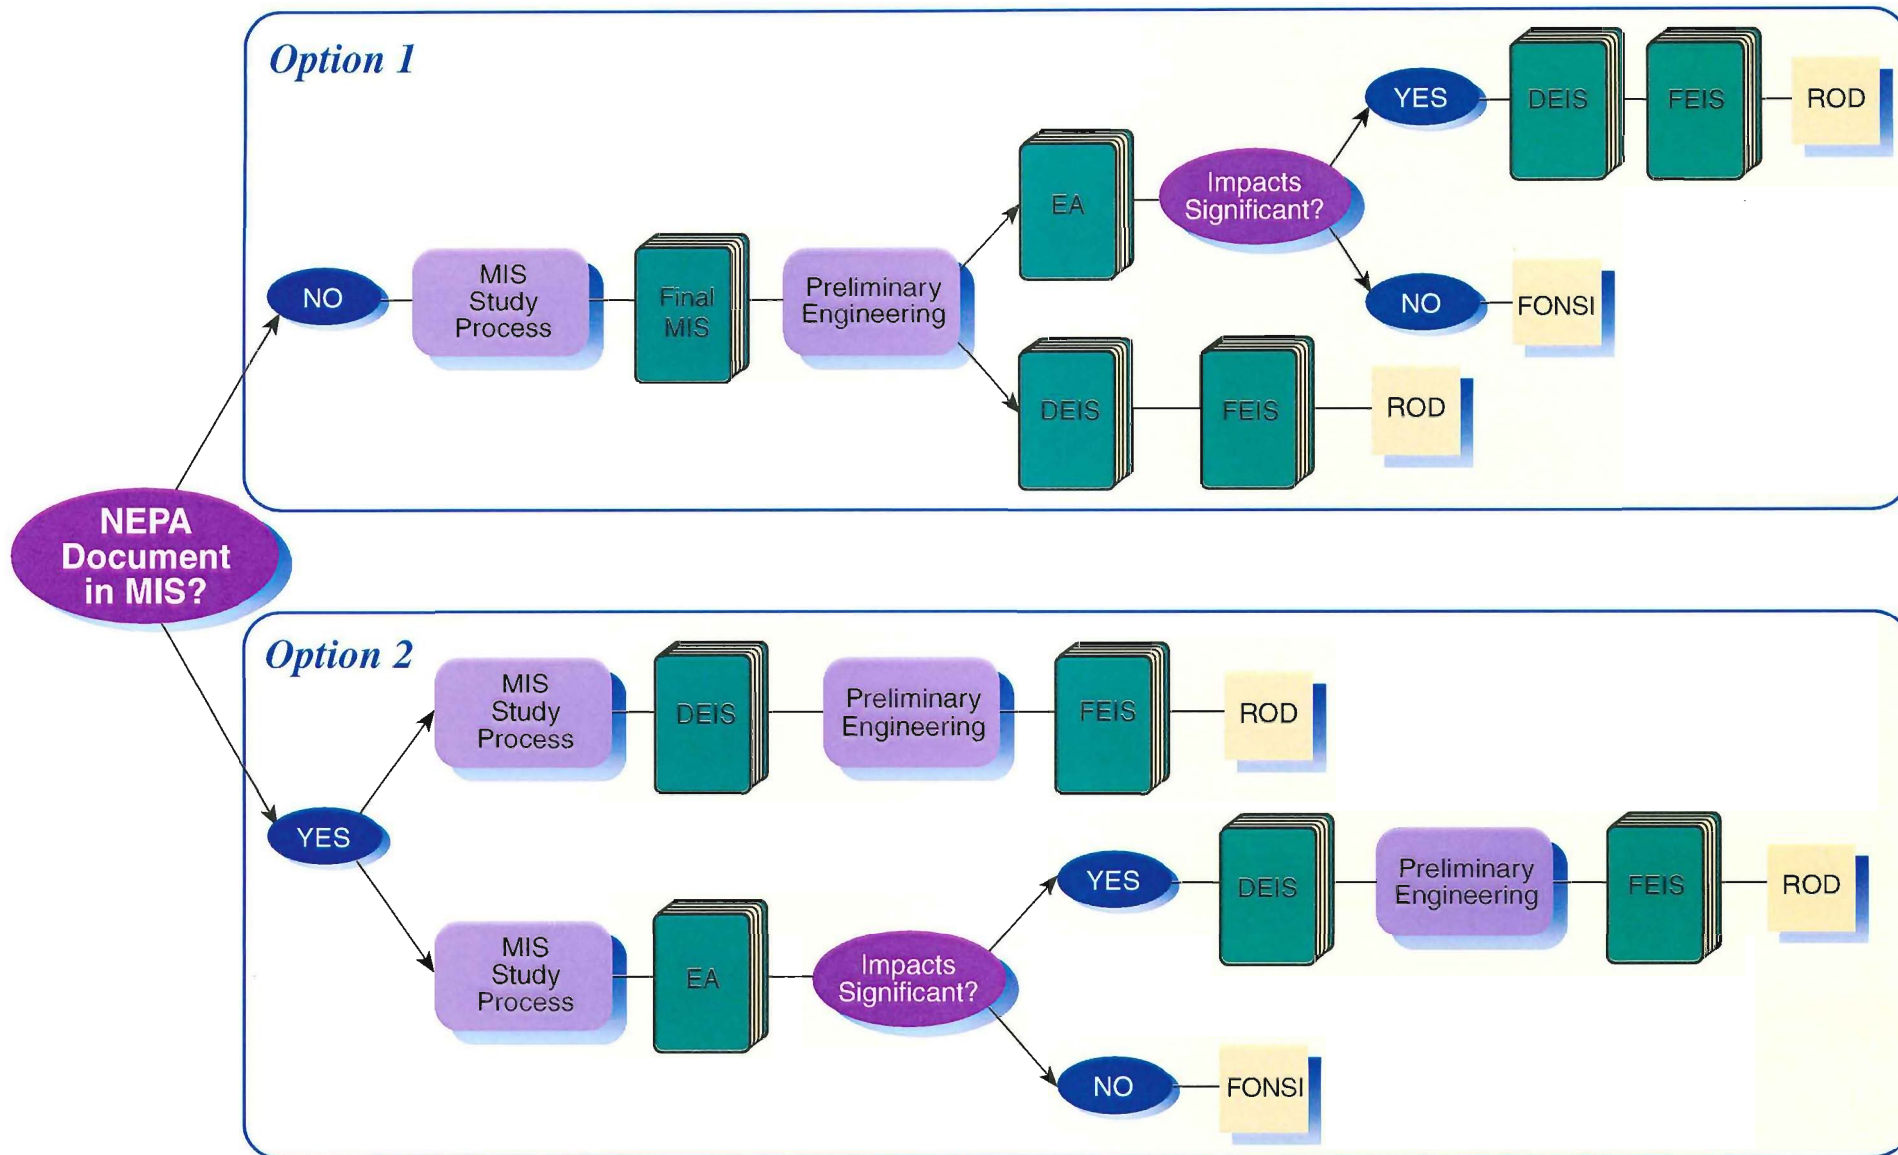 Option 1
YES
DEIS
FEIS
ROD
EA
Impacts
Significant?
NO
MIS
Study
Process
Final
MIS
Preliminary
Engineering
NO
FONSI
DEIS
FEIS
ROD
NEPA
Document
in MIS?
Option 2
MIS
Study
Process
DEIS
Preliminary
Engineering
FEIS
ROD
YES
YES
DEIS
Preliminary
Engineering
FEIS
ROD
MIS
Study
Process
EA
Impacts
Significant?
NO
FONSI